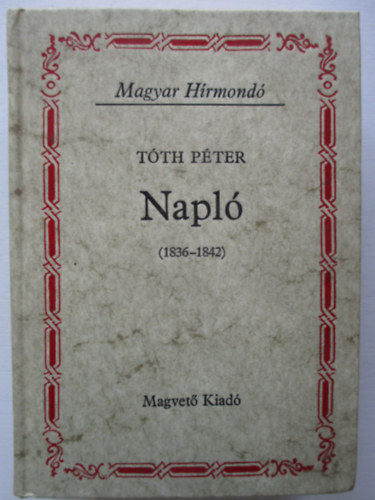 Magyar Hírmondó
TÓTH PÉTER
Napló
(1836–1842)
Magvető Kiadó